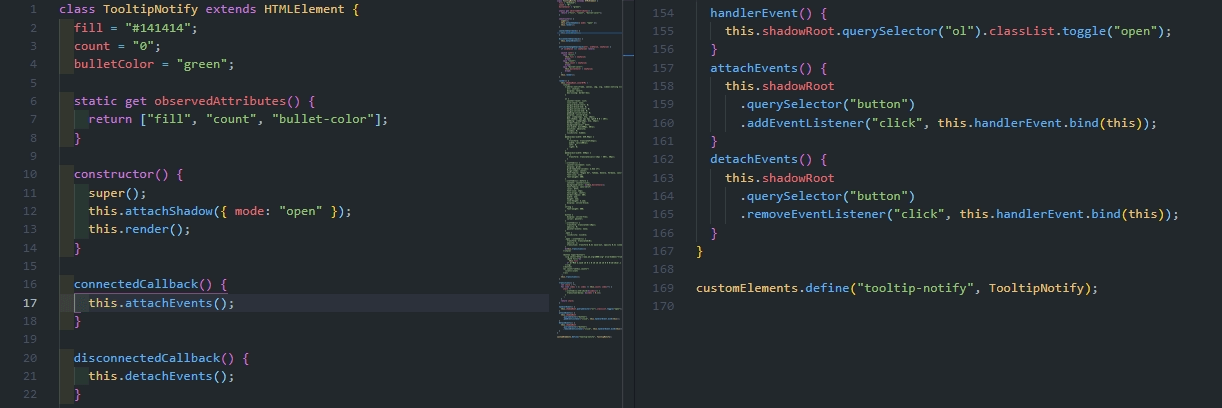 1 class TooltipNotify extends HTMLElement {
2 fill = "#141414";
3 count = "0";
4 bulletColor = "green";
5
6 static get observedAttributes() {
7 return ["fill", "count", "bullet-color"];
8 }
9
10 constructor() {
11 super();
12 this.attachShadow({ mode: "open" });
13 this.render();
14 }
15
16 connectedCallback() {
17 this.attachEvents();
18 }
19
20 disconnectedCallback() {
21 this.detachEvents();
22 }
154 handlerEvent() {
155 this.shadowRoot.querySelector("ol").classList.toggle("open");
156 }
157 attachEvents() {
158 this.shadowRoot
159 .querySelector("button")
160 .addEventListener("click", this.handlerEvent.bind(this));
161 }
162 detachEvents() {
163 this.shadowRoot
164 .querySelector("button")
165 .removeEventListener("click", this.handlerEvent.bind(this));
166 }
167 }
168
169 customElements.define("tooltip-notify", TooltipNotify);
170